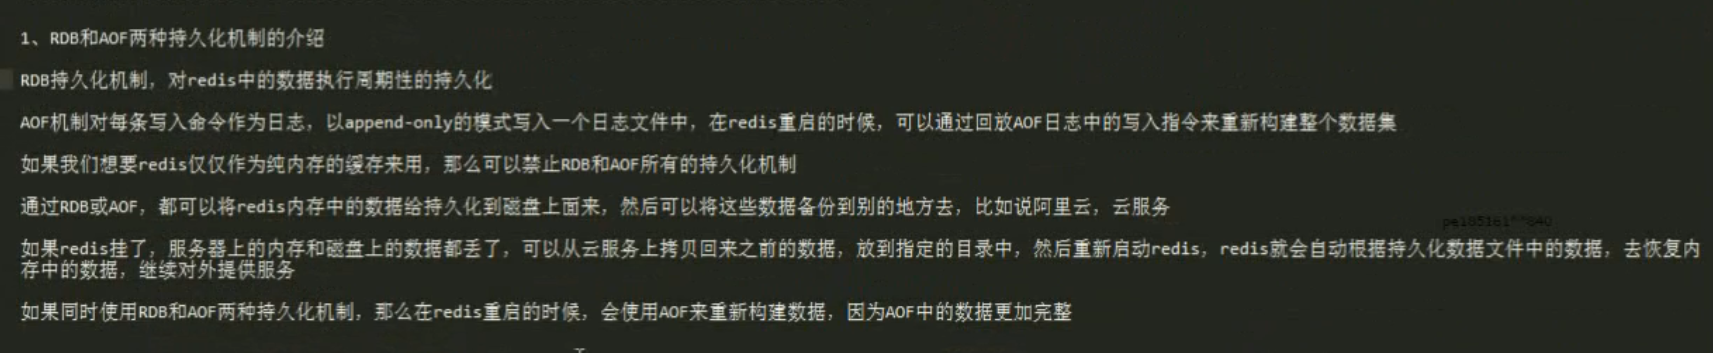 1、RDB和AOF两种持久化机制的介绍
RDB持久化机制，对redis中的数据执行周期性的持久化
AOF机制对每条写入命令作为日志，以append-only的模式写入一个日志文件中，在redis重启的时候，可以通过回放AOF日志中的写入指令来重新构建整个数据集
如果我们想要redis仅仅作为纯内存的缓存来用，那么可以禁止RDB和AOF所有的持久化机制
通过RDB或AOF，都可以将redis内存中的数据给持久化到磁盘上面来，然后可以将这些数据备份到别的地方去，比如说阿里云，云服务
如果redis挂了，服务器上的内存和磁盘上的数据都丢了，可以从云服务上拷贝回来之前的数据，放到指定的目录中，然后重新启动redis，redis就会自动根据持久化数据文件中的数据，去恢复内
存中的数据，继续对外提供服务
如果同时使用RDB和AOF两种持久化机制，那么在redis重启的时候，会使用AOF来重新构建数据，因为AOF中的数据更加完整